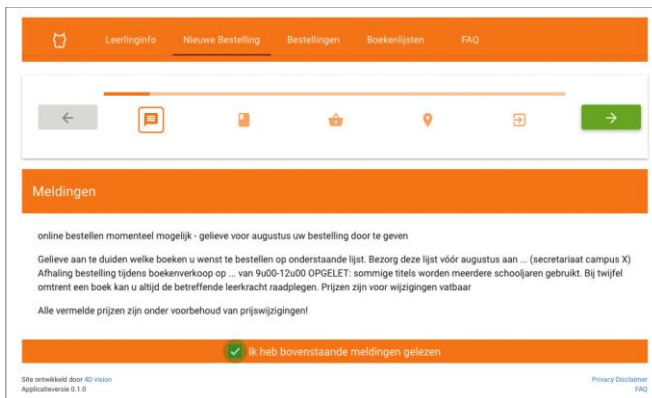 Leerlinginfo Nieuwe Bestelling Bestellingen Boekenlijsten FAQ
Meldingen
online bestellen momenteel mogelijk - gelieve voor augustus uw bestelling door te geven
Gelieve aan te duiden welke boeken u wenst te bestellen op onderstaande lijst. Bezorg deze lijst vóór augustus aan ... (secretariaat campus X)
Afhaling bestelling tijdens boekenverkoop op ... van 9u00-12u00 OPGELET: sommige titels worden meerdere schooljaren gebruikt. Bij twijfel
omtrent een boek kan u altijd de betreffende leerkracht raadplegen. Prijzen zijn voor wijzigingen vatbaar
Alle vermelde prijzen zijn onder voorbehoud van prijswijzigingen!
Ik heb bovenstaande meldingen gelezen
Site ontwikkeld door 4D vision Privacy Disclaimer
Applicatieversie 0.1.0 FAQ